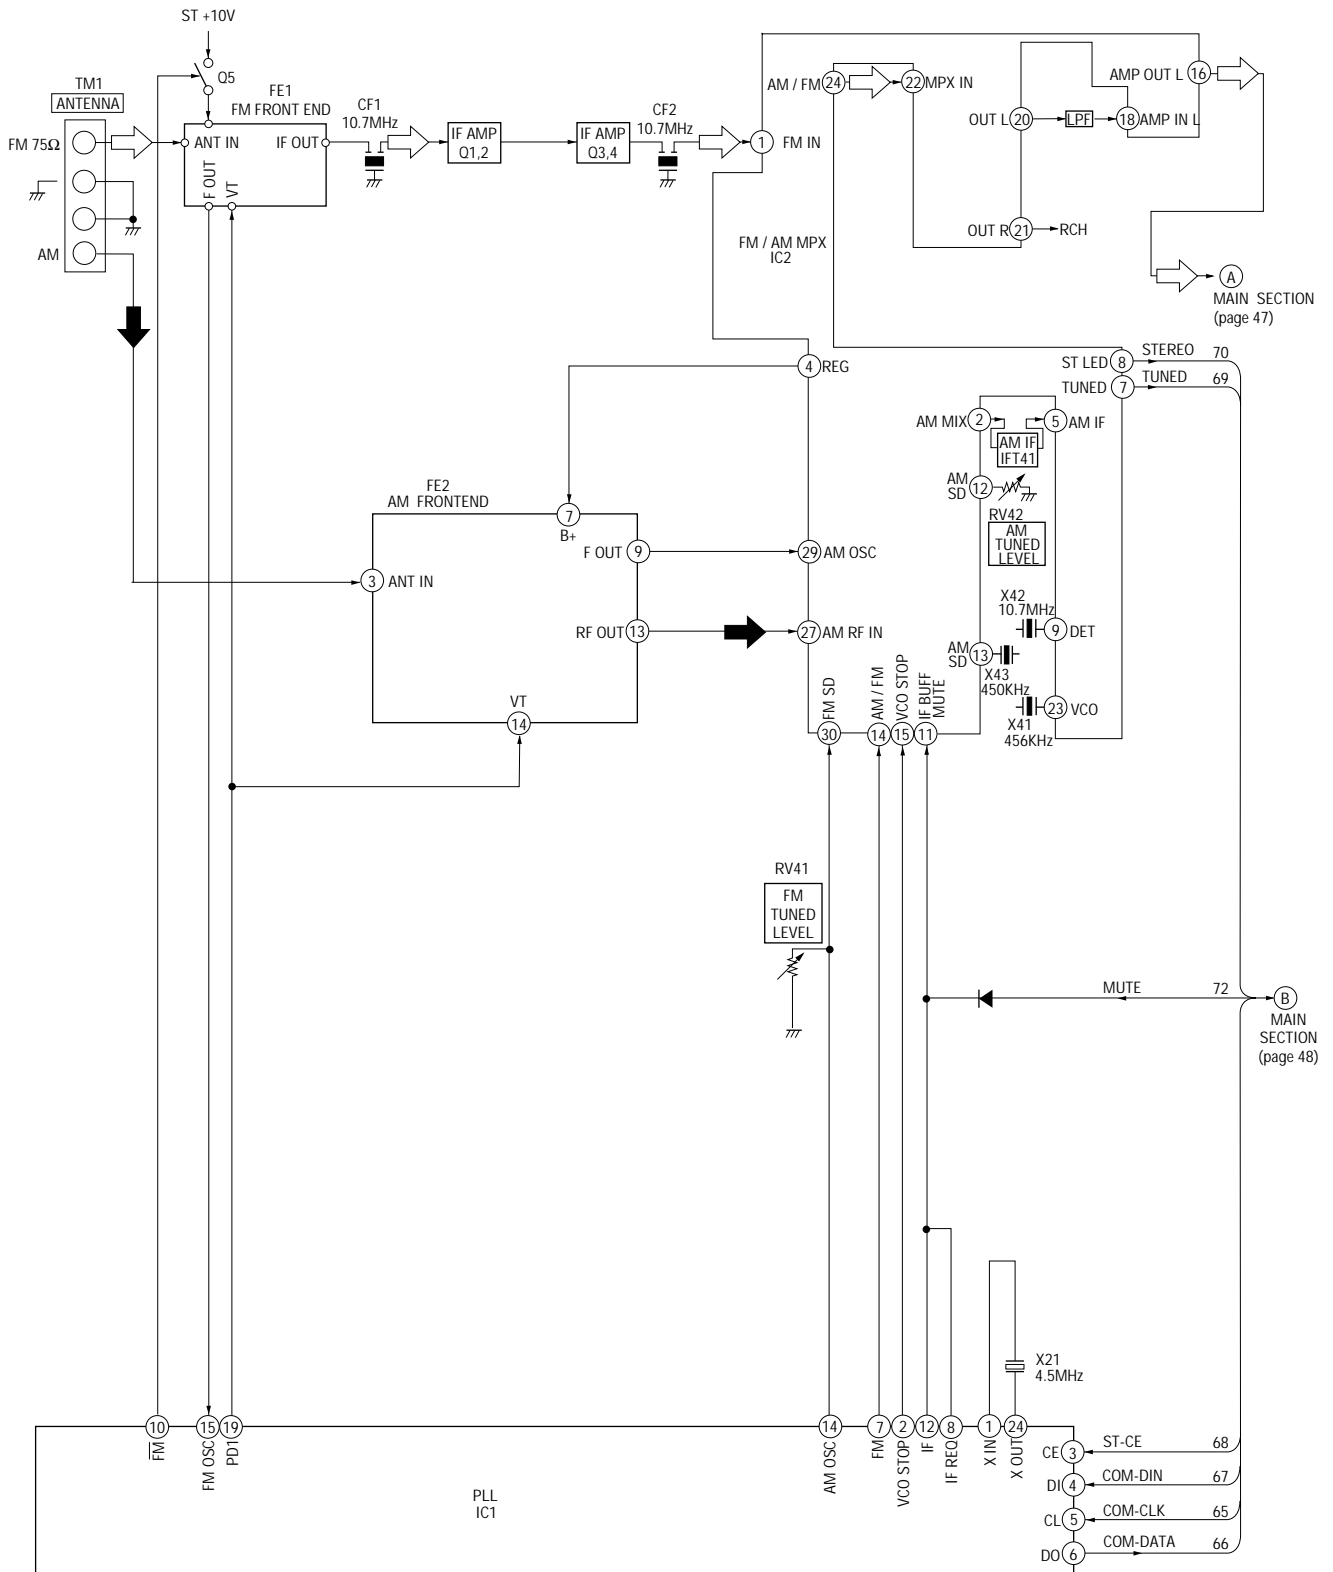 ST +10V
Q5
TM1
ANTENNA
FM 75Ω
AM
FE1
FM FRONT END
ANT IN
IF OUT
F OUT
VT
CF1
10.7MHz
IF AMP
Q1,2
IF AMP
Q3,4
CF2
10.7MHz
1
FM IN
AM / FM
24
22
MPX IN
OUT L
20
LPF
18
AMP IN L
AMP OUT L
16
OUT R
21
RCH
FM / AM MPX
IC2
A
MAIN SECTION
(page 47)
4
REG
ST LED
8
STEREO
70
TUNED
7
TUNED
69
AM MIX
2
5
AM IF
AM IF
IFT41
AM
SD
12
RV42
AM
TUNED
LEVEL
FE2
AM FRONTEND
7
B+
F OUT
9
29
AM OSC
3
ANT IN
RF OUT
13
27
AM RF IN
VT
14
X42
10.7MHz
9
DET
AM
SD
13
X43
450KHz
23
VCO
X41
456KHz
FM SD
AM / FM
VCO STOP
IF BUFF
MUTE
30
14
15
11
RV41
FM
TUNED
LEVEL
MUTE
72
B
MAIN
SECTION
(page 48)
X21
4.5MHz
10
15
19
14
7
2
12
8
1
24
FM
FM OSC
PD1
AM OSC
FM
VCO STOP
IF
IF REQ
X IN
X OUT
PLL
IC1
CE
3
ST-CE
68
DI
4
COM-DIN
67
CL
5
COM-CLK
65
DO
6
COM-DATA
66